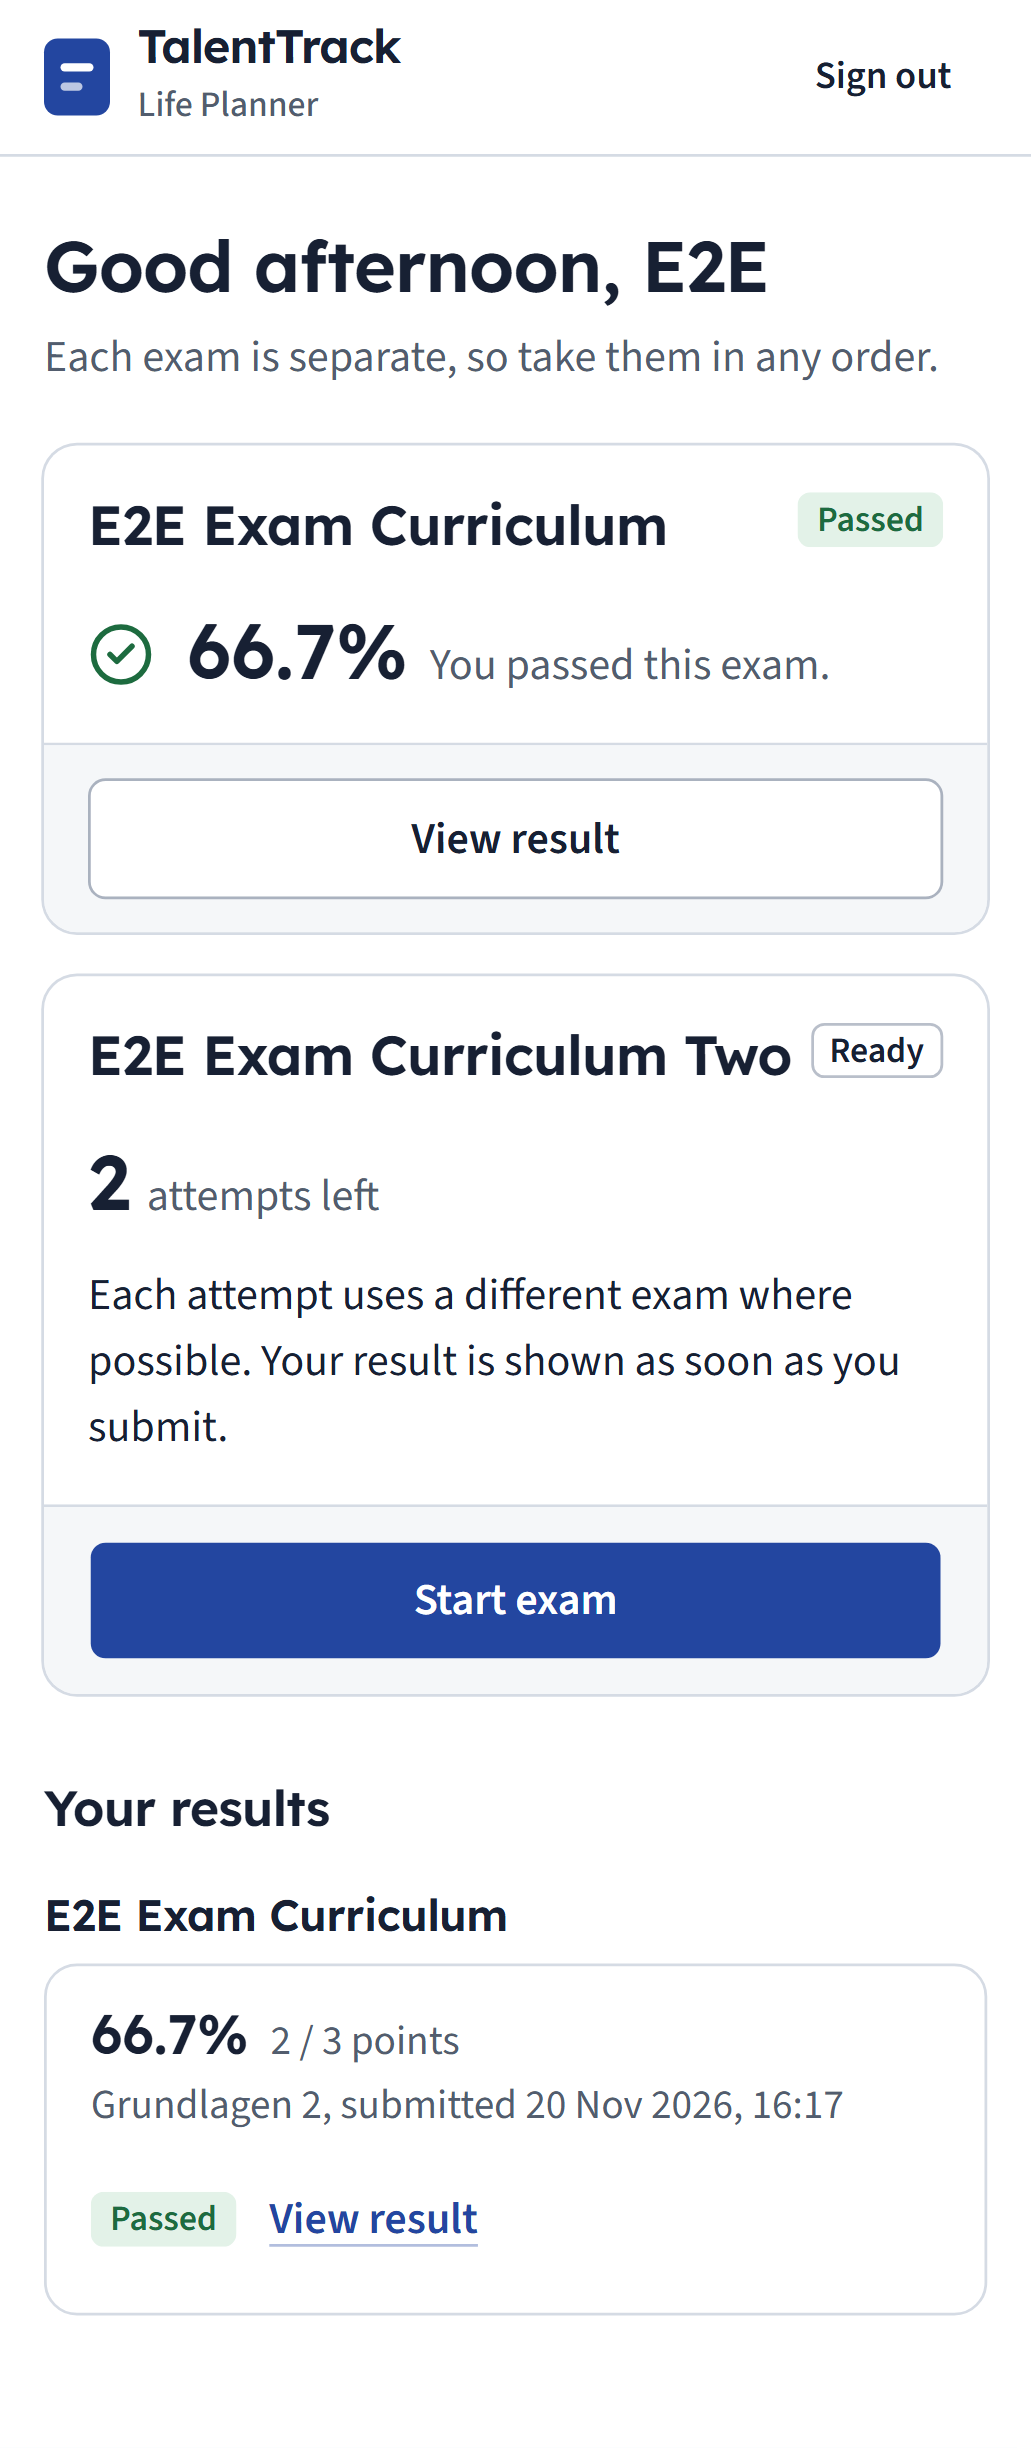 TalentTrack
Life Planner
Sign out
Good afternoon, E2E
Each exam is separate, so take them in any order.
E2E Exam Curriculum
Passed
66.7% You passed this exam.
View result
E2E Exam Curriculum Two
Ready
2 attempts left
Each attempt uses a different exam where
possible. Your result is shown as soon as you
submit.
Start exam
Your results
E2E Exam Curriculum
66.7% 2 / 3 points
Grundlagen 2, submitted 20 Nov 2026, 16:17
Passed View result